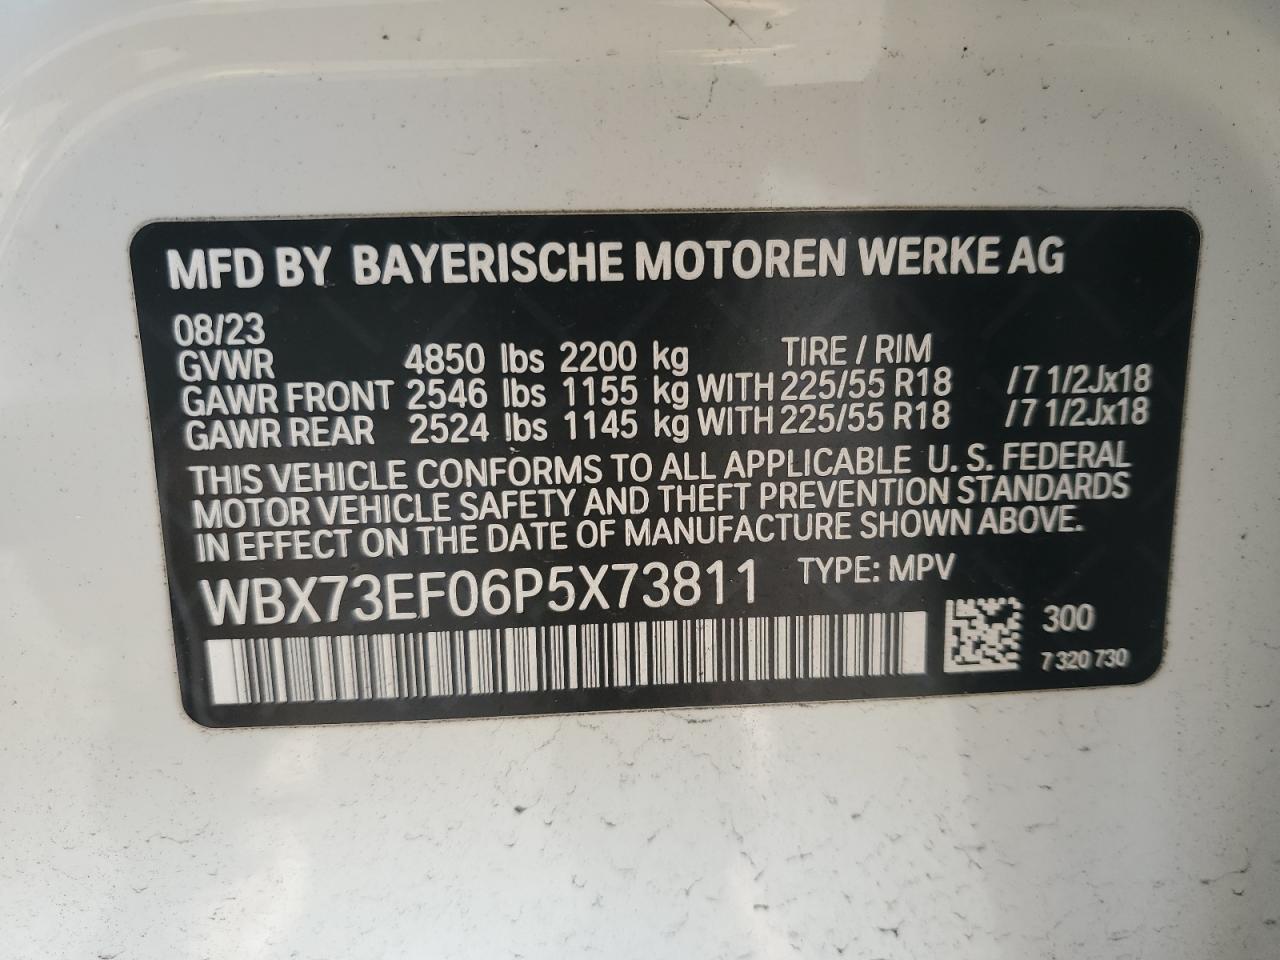 MFD BY BAYERISCHE MOTOREN WERKE AG
08/23
GVWR 4850 lbs 2200 kg TIRE / RIM
GAWR FRONT 2546 lbs 1155 kg WITH 225/55 R18 /7 1/2Jx18
GAWR REAR 2524 lbs 1145 kg WITH 225/55 R18 /7 1/2Jx18
THIS VEHICLE CONFORMS TO ALL APPLICABLE U. S. FEDERAL
MOTOR VEHICLE SAFETY AND THEFT PREVENTION STANDARDS
IN EFFECT ON THE DATE OF MANUFACTURE SHOWN ABOVE.
WBX73EF06P5X73811 TYPE: MPV
300
7 320 730